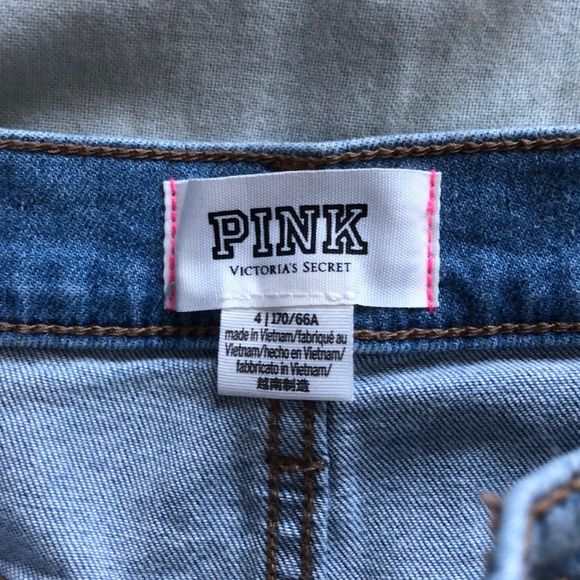 PINK
VICTORIA'S SECRET
4 | 170/66A
made in Vietnam/fabriqué au
Vietnam/hecho en Vietnam/
fabbricato in Vietnam/
越南制造